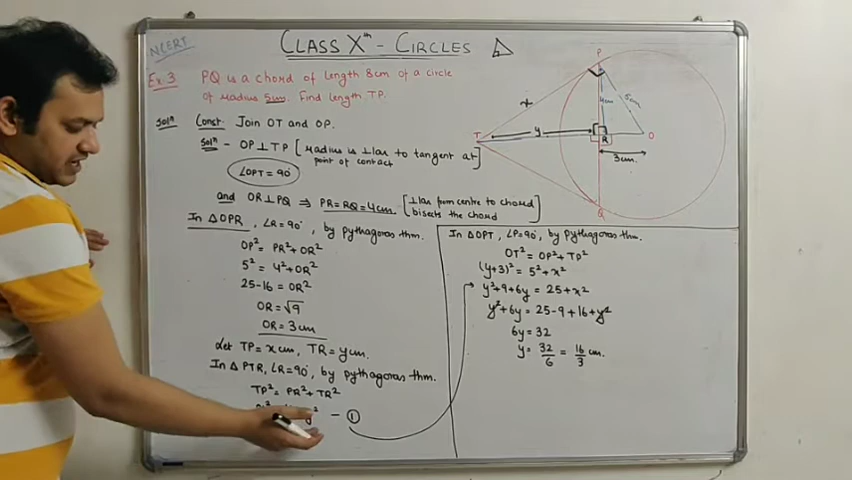 NCERT
CLASS Xth - CIRCLES
Ex.3 PQ is a chord of length 8cm of a circle
of radius 5cm. Find length TP.
Soln Const. Join OT and OP.
Soln - OP⊥TP [radius is ⊥lar to tangent at
point of contact]
∠OPT = 90°
and OR⊥PQ ⇒ PR=RQ=4cm. [⊥lar from centre to chord
bisects the chord]
In △OPR, ∠R=90°, by pythagoras thm.
OP² = PR²+OR²
5² = 4²+OR²
25-16 = OR²
OR = √9
OR = 3cm
Let TP=x cm, TR=y cm.
In △PTR, ∠R=90°, by pythagoras thm.
TP² = PR²+TR²
— ①
In △OPT, ∠P=90°, by pythagoras thm.
OT² = OP²+TP²
(y+3)² = 5²+x²
y²+9+6y = 25+x²
y²+6y = 25-9+16+y²
6y = 32
y = 32/6 = 16/3 cm.
P
x
4cm
5cm
T
y
R
O
3cm.
Q